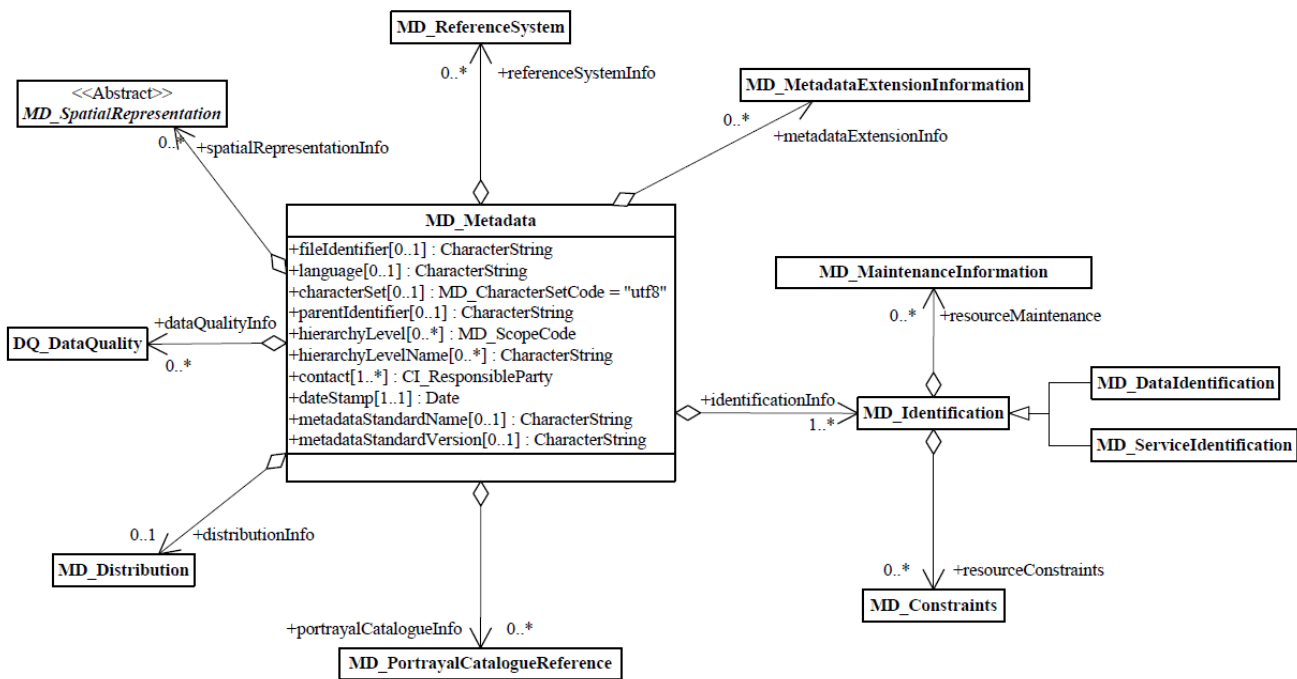 MD_ReferenceSystem
0..*
+referenceSystemInfo
<<Abstract>>
MD_SpatialRepresentation
0..*
+spatialRepresentationInfo
MD_MetadataExtensionInformation
0..*
+metadataExtensionInfo
MD_Metadata
+fileIdentifier[0..1] : CharacterString
+language[0..1] : CharacterString
+characterSet[0..1] : MD_CharacterSetCode = "utf8"
+parentIdentifier[0..1] : CharacterString
+hierarchyLevel[0..*] : MD_ScopeCode
+hierarchyLevelName[0..*] : CharacterString
+contact[1..*] : CI_ResponsibleParty
+dateStamp[1..1] : Date
+metadataStandardName[0..1] : CharacterString
+metadataStandardVersion[0..1] : CharacterString
+dataQualityInfo
DQ_DataQuality
0..*
MD_MaintenanceInformation
0..*
+resourceMaintenance
+identificationInfo
1..*
MD_Identification
MD_DataIdentification
MD_ServiceIdentification
0..1
+distributionInfo
MD_Distribution
0..*
+resourceConstraints
MD_Constraints
+portrayalCatalogueInfo
0..*
MD_PortrayalCatalogueReference